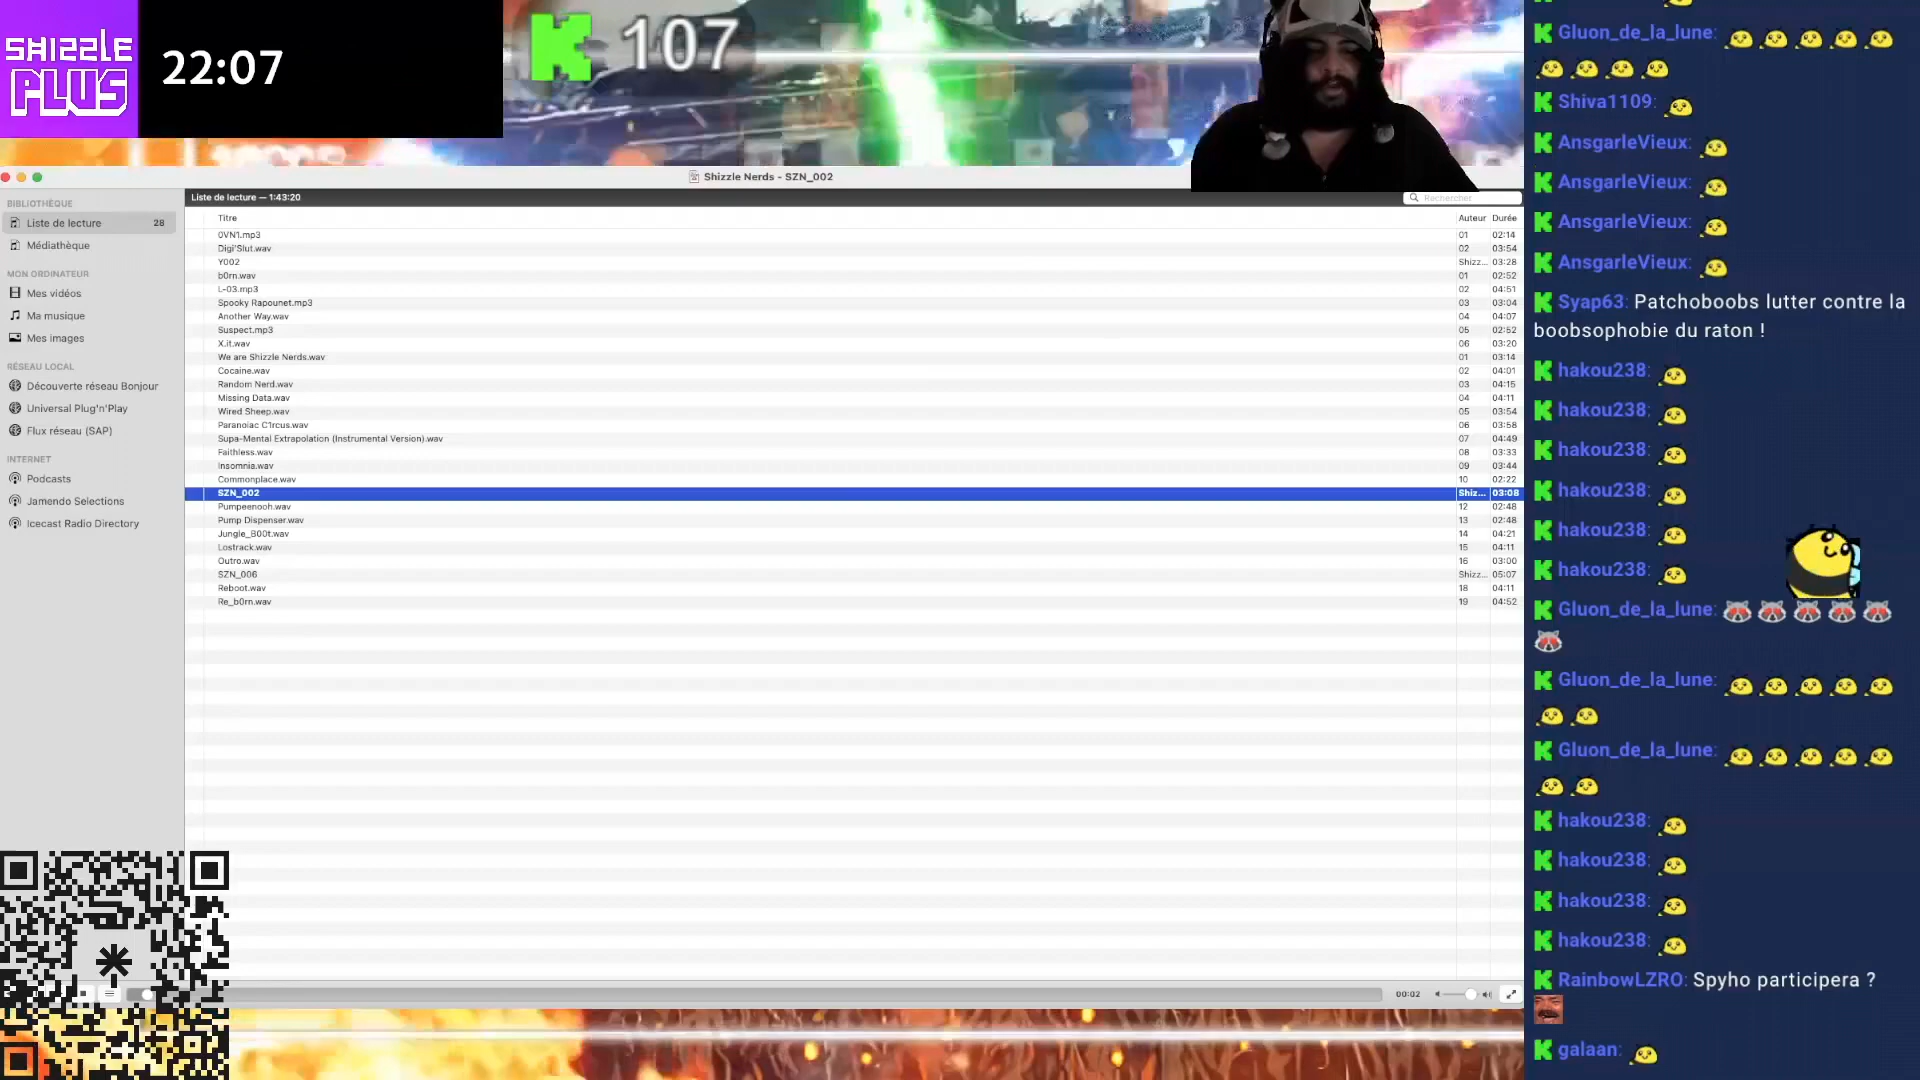 SHIZZLE
PLUS
22:07
107
Shizzle Nerds - SZN_002
BIBLIOTHÈQUE
Liste de lecture 28
Médiathèque
MON ORDINATEUR
Mes vidéos
Ma musique
Mes images
RÉSEAU LOCAL
Découverte réseau Bonjour
Universal Plug'n'Play
Flux réseau (SAP)
INTERNET
Podcasts
Jamendo Selections
Icecast Radio Directory
Liste de lecture — 1:43:20
Rechercher
Titre Auteur Durée
0VN1.mp3 01 02:14
Digi'Slut.wav 02 03:54
Y002 Shizz... 03:28
b0rn.wav 01 02:52
L-03.mp3 02 04:51
Spooky Rapounet.mp3 03 03:04
Another Way.wav 04 04:07
Suspect.mp3 05 02:52
X.it.wav 06 03:20
We are Shizzle Nerds.wav 01 03:14
Cocaine.wav 02 04:01
Random Nerd.wav 03 04:15
Missing Data.wav 04 04:11
Wired Sheep.wav 05 03:54
Paranoiac C1rcus.wav 06 03:58
Supa-Mental Extrapolation (Instrumental Version).wav 07 04:49
Faithless.wav 08 03:33
Insomnia.wav 09 03:44
Commonplace.wav 10 02:22
SZN_002 Shiz... 03:08
Pumpeenooh.wav 12 02:48
Pump Dispenser.wav 13 02:48
Jungle_B00t.wav 14 04:21
Lostrack.wav 15 04:11
Outro.wav 16 03:00
SZN_006 Shizz... 05:07
Reboot.wav 18 04:11
Re_b0rn.wav 19 04:52
00:02
Gluon_de_la_lune:
Shiva1109:
AnsgarleVieux:
AnsgarleVieux:
AnsgarleVieux:
AnsgarleVieux:
Syap63: Patchoboobs lutter contre la
boobsophobie du raton !
hakou238:
hakou238:
hakou238:
hakou238:
hakou238:
hakou238:
Gluon_de_la_lune:
Gluon_de_la_lune:
Gluon_de_la_lune:
hakou238:
hakou238:
hakou238:
hakou238:
RainbowLZRO: Spyho participera ?
galaan: